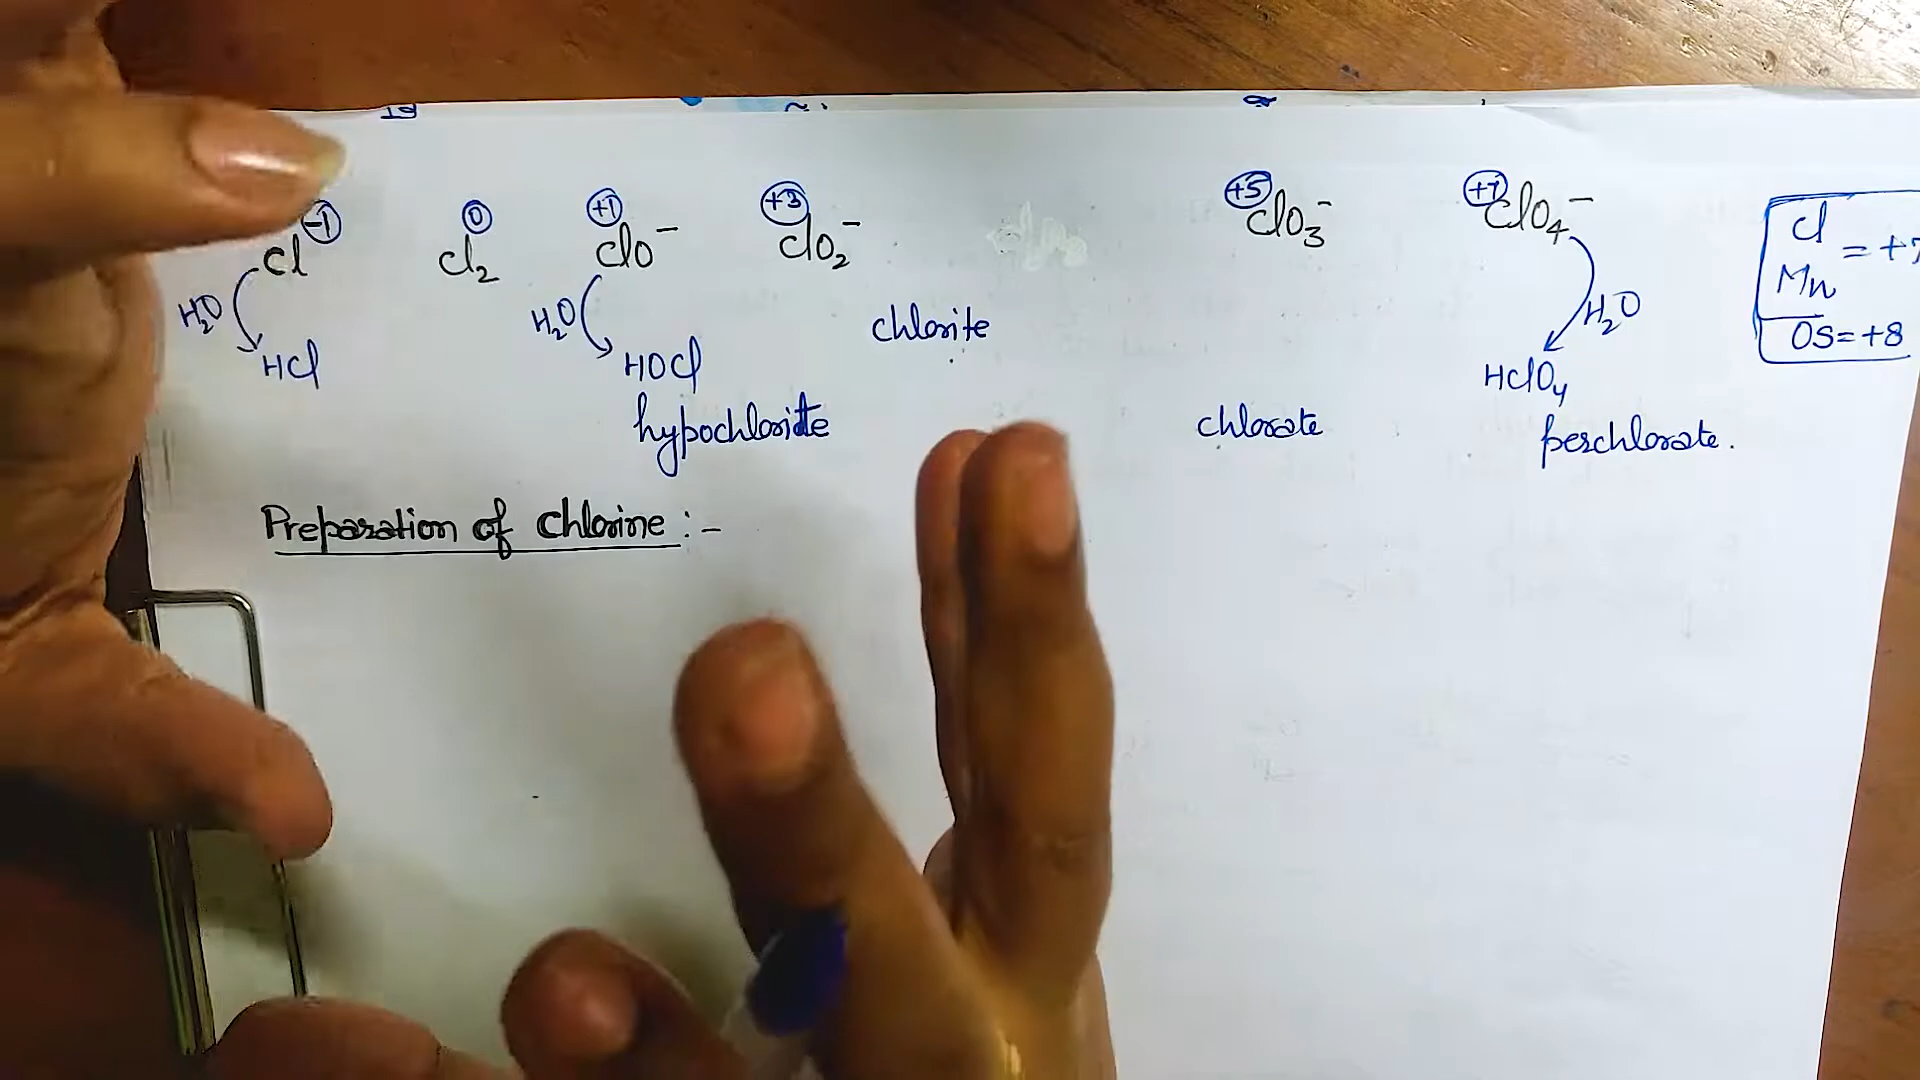 -1 0 +1 +3 +5 +7
Cl Cl₂ ClO⁻ ClO₂⁻ ClO₃⁻ ClO₄⁻
H₂O H₂O H₂O
HCl HOCl HClO₄
hypochlorite chlorite chlorate perchlorate.
Cl
Mn = +7
OS = +8
Preparation of Chlorine :-